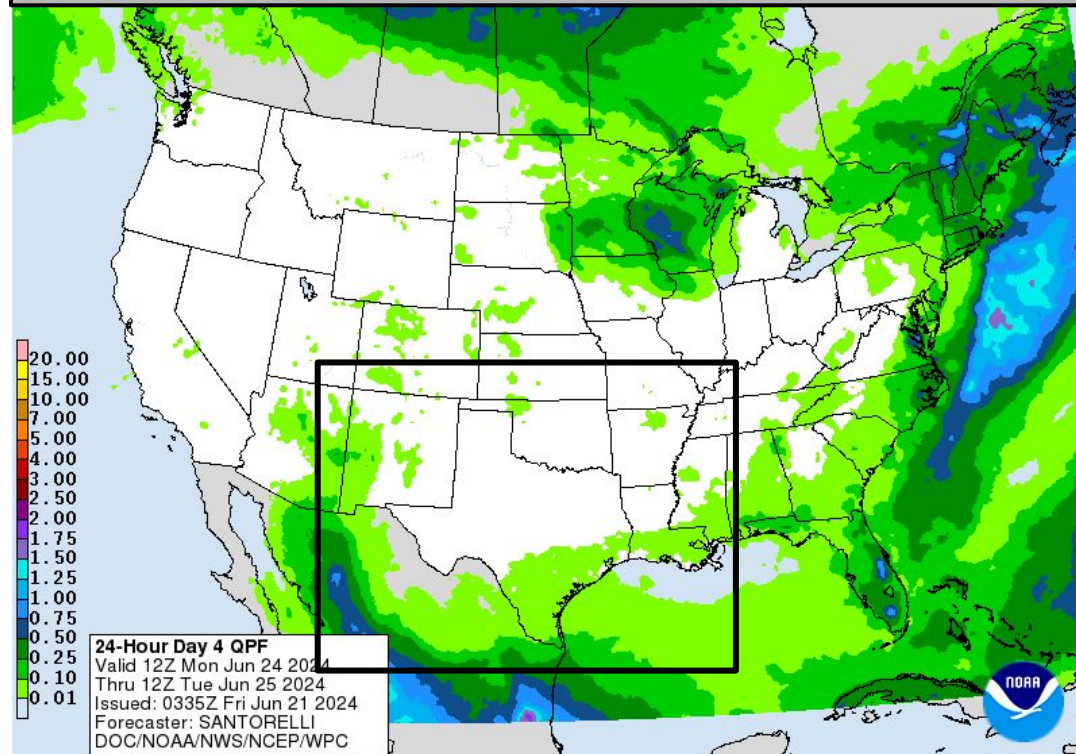 20.00
15.00
10.00
7.00
5.00
4.00
3.00
2.50
2.00
1.75
1.50
1.25
1.00
0.75
0.50
0.25
0.10
0.01
24-Hour Day 4 QPF
Valid 12Z Mon Jun 24 2024
Thru 12Z Tue Jun 25 2024
Issued: 0335Z Fri Jun 21 2024
Forecaster: SANTORELLI
DOC/NOAA/NWS/NCEP/WPC
NOAA